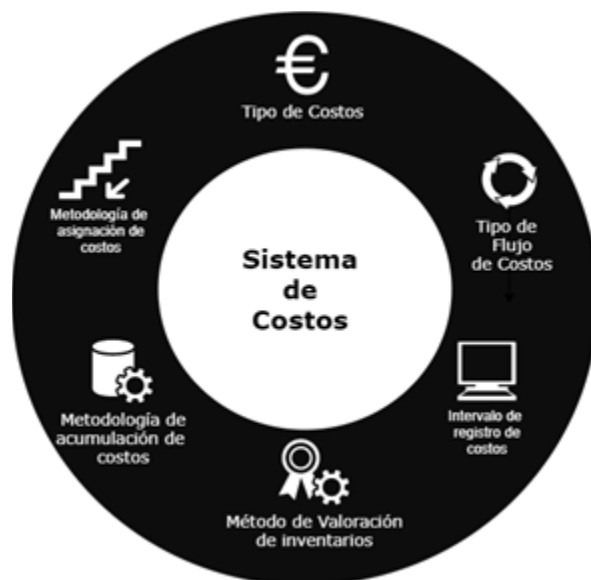 €
Tipo de Costos
Tipo de
Flujo
de Costos
Intervalo de
registro de
costos
Método de Valoración
de inventarios
Metodología de
acumulación de
costos
Metodología de
asignación de
costos
Sistema
de
Costos